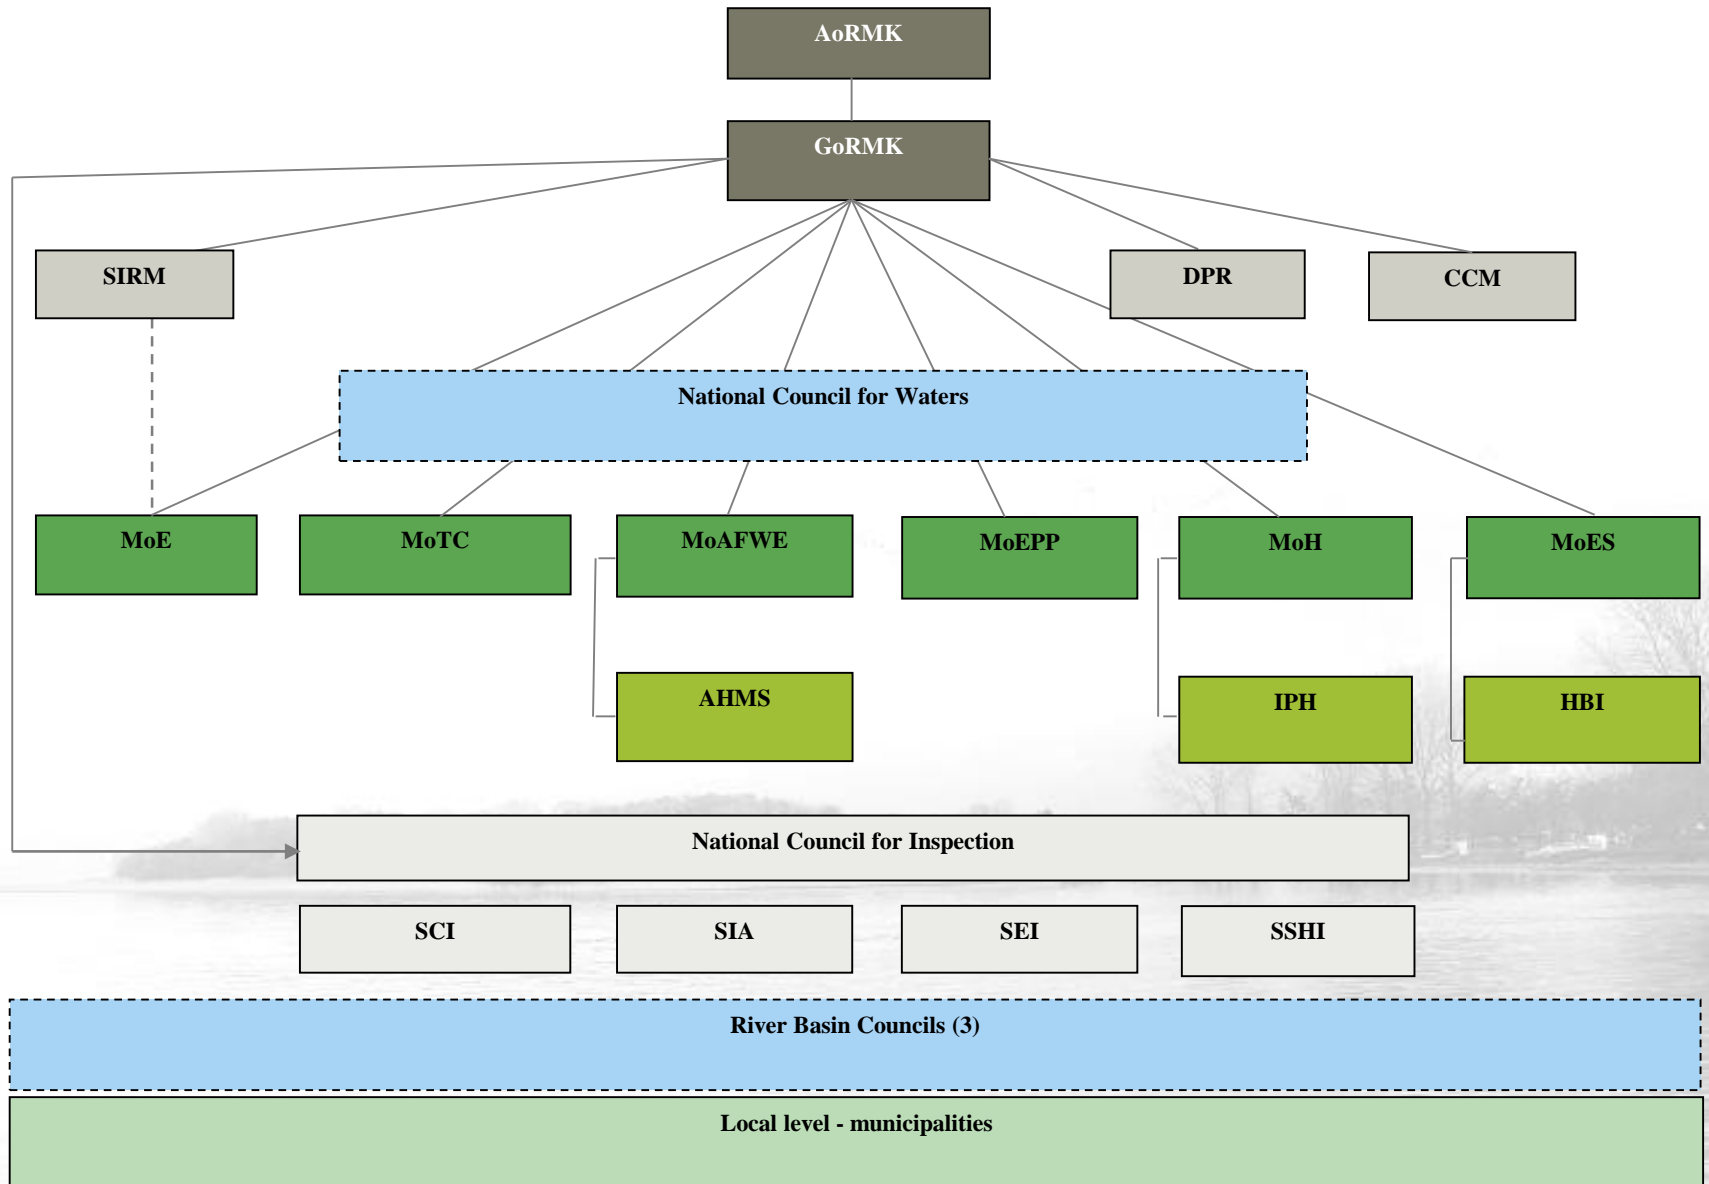 AoRMK
GoRMK
SIRM
DPR
CCM
National Council for Waters
MoE
MoTC
MoAFWE
MoEPP
MoH
MoES
AHMS
IPH
HBI
National Council for Inspection
SCI
SIA
SEI
SSHI
River Basin Councils (3)
Local level - municipalities